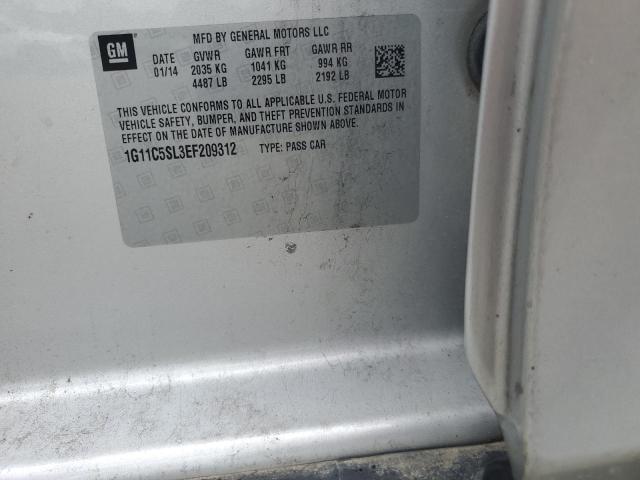 GM
MFD BY GENERAL MOTORS LLC
DATE GVWR GAWR FRT GAWR RR
01/14 2035 KG 1041 KG 994 KG
4487 LB 2295 LB 2192 LB
THIS VEHICLE CONFORMS TO ALL APPLICABLE U.S. FEDERAL MOTOR
VEHICLE SAFETY, BUMPER, AND THEFT PREVENTION STANDARDS IN
EFFECT ON THE DATE OF MANUFACTURE SHOWN ABOVE.
1G11C5SL3EF209312 TYPE: PASS CAR